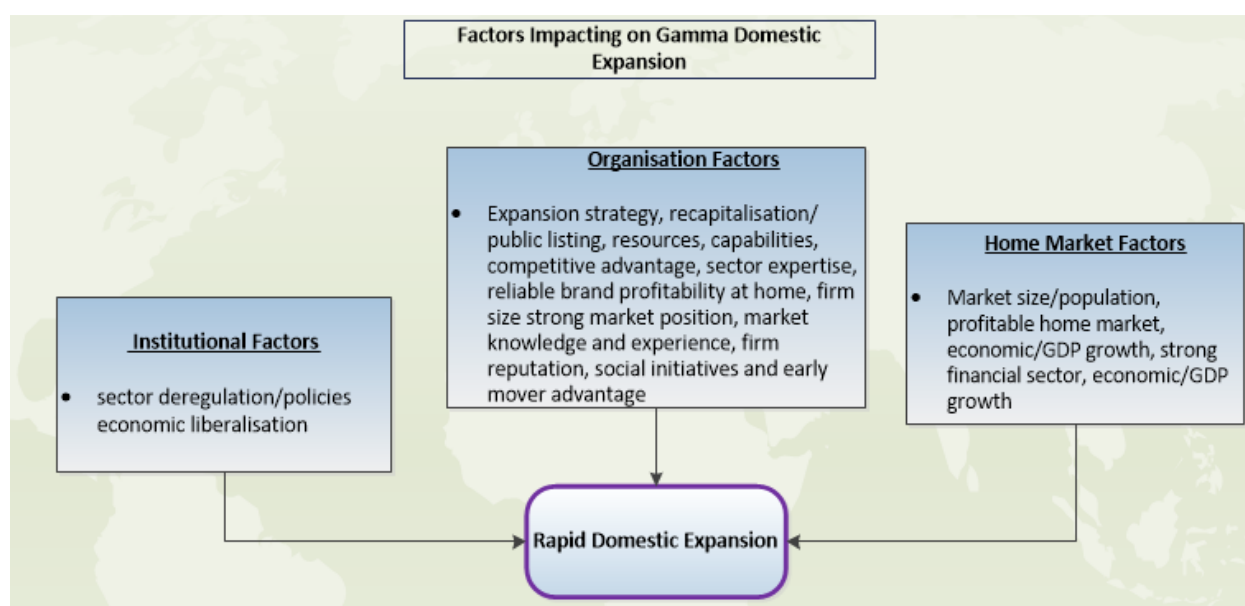 Factors Impacting on Gamma Domestic
Expansion
Organisation Factors
• Expansion strategy, recapitalisation/
public listing, resources, capabilities,
competitive advantage, sector expertise,
reliable brand profitability at home, firm
size strong market position, market
knowledge and experience, firm
reputation, social initiatives and early
mover advantage
Home Market Factors
• Market size/population,
profitable home market,
economic/GDP growth, strong
financial sector, economic/GDP
growth
Institutional Factors
• sector deregulation/policies
economic liberalisation
Rapid Domestic Expansion